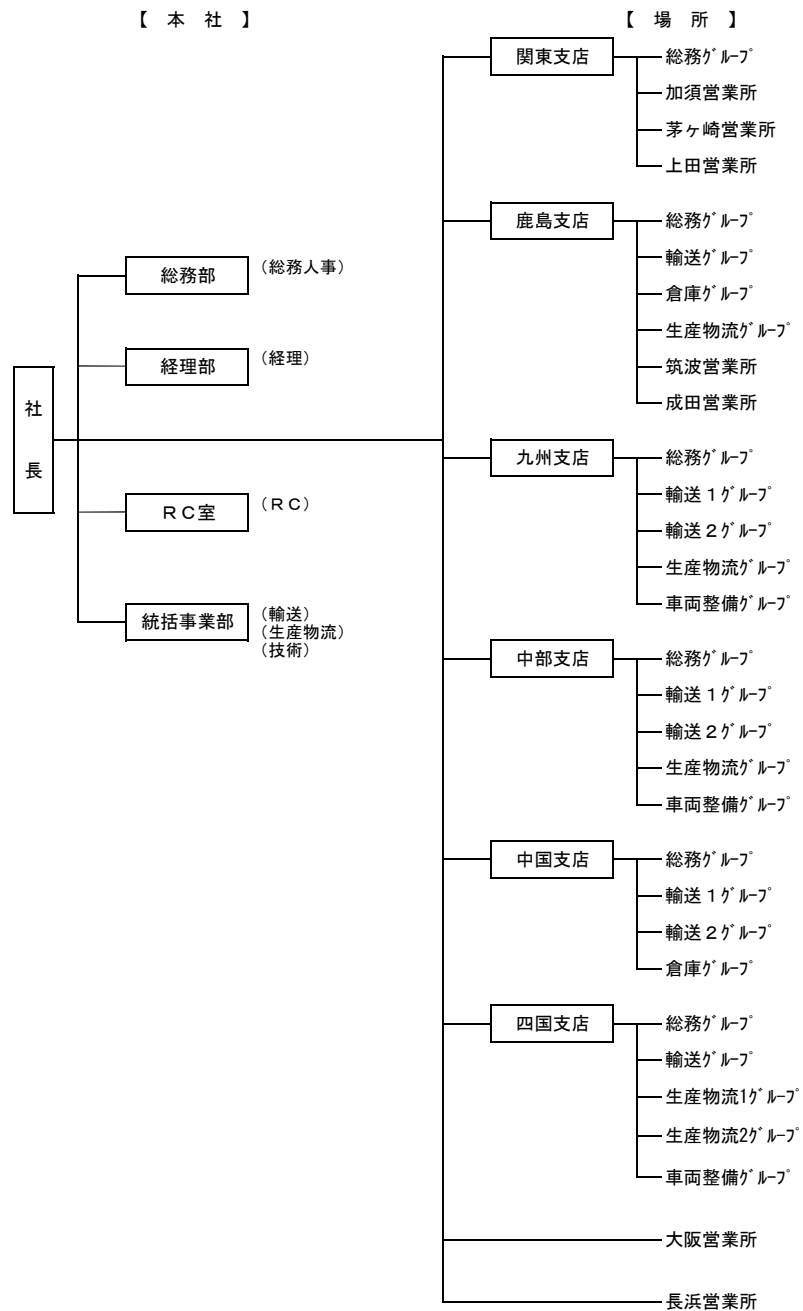 【 本 社 】
【 場 所 】
社長
総務部
（総務人事）
経理部
（経理）
ＲＣ室
（ＲＣ）
統括事業部
（輸送）
（生産物流）
（技術）
関東支店
総務ｸﾞﾙｰﾌﾟ
加須営業所
茅ヶ崎営業所
上田営業所
鹿島支店
総務ｸﾞﾙｰﾌﾟ
輸送ｸﾞﾙｰﾌﾟ
倉庫ｸﾞﾙｰﾌﾟ
生産物流ｸﾞﾙｰﾌﾟ
筑波営業所
成田営業所
九州支店
総務ｸﾞﾙｰﾌﾟ
輸送１ｸﾞﾙｰﾌﾟ
輸送２ｸﾞﾙｰﾌﾟ
生産物流ｸﾞﾙｰﾌﾟ
車両整備ｸﾞﾙｰﾌﾟ
中部支店
総務ｸﾞﾙｰﾌﾟ
輸送１ｸﾞﾙｰﾌﾟ
輸送２ｸﾞﾙｰﾌﾟ
生産物流ｸﾞﾙｰﾌﾟ
車両整備ｸﾞﾙｰﾌﾟ
中国支店
総務ｸﾞﾙｰﾌﾟ
輸送１ｸﾞﾙｰﾌﾟ
輸送２ｸﾞﾙｰﾌﾟ
倉庫ｸﾞﾙｰﾌﾟ
四国支店
総務ｸﾞﾙｰﾌﾟ
輸送ｸﾞﾙｰﾌﾟ
生産物流1ｸﾞﾙｰﾌﾟ
生産物流2ｸﾞﾙｰﾌﾟ
車両整備ｸﾞﾙｰﾌﾟ
大阪営業所
長浜営業所